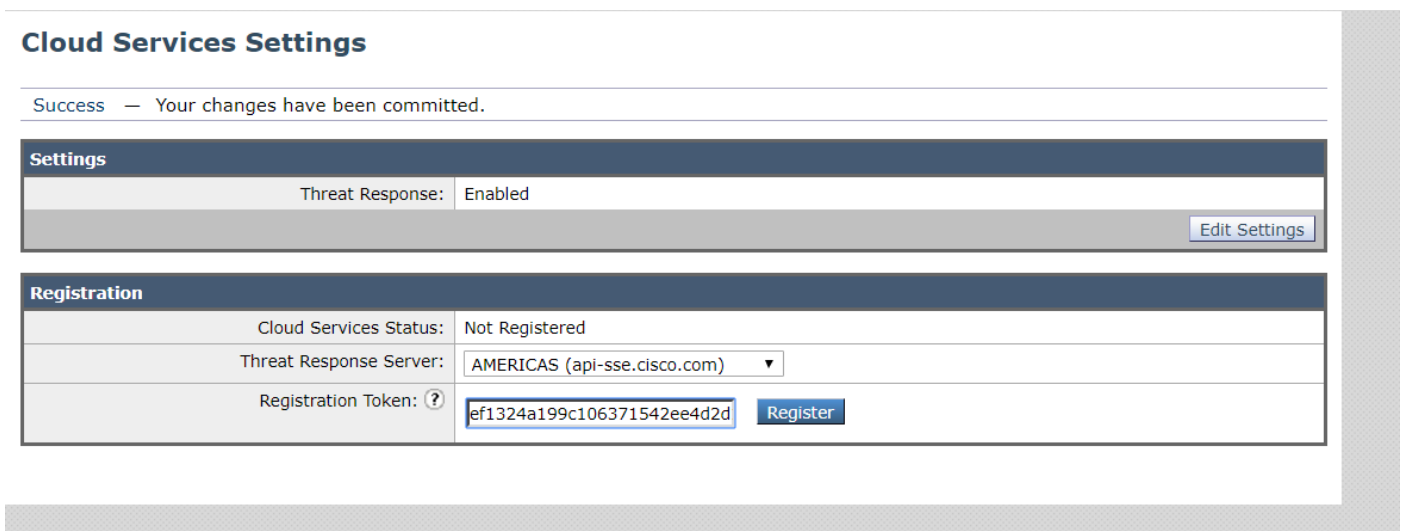 Cloud Services Settings
Success — Your changes have been committed.
Settings
Threat Response: Enabled
Edit Settings
Registration
Cloud Services Status: Not Registered
Threat Response Server: AMERICAS (api-sse.cisco.com) ▼
Registration Token: (?) ef1324a199c106371542ee4d2d Register